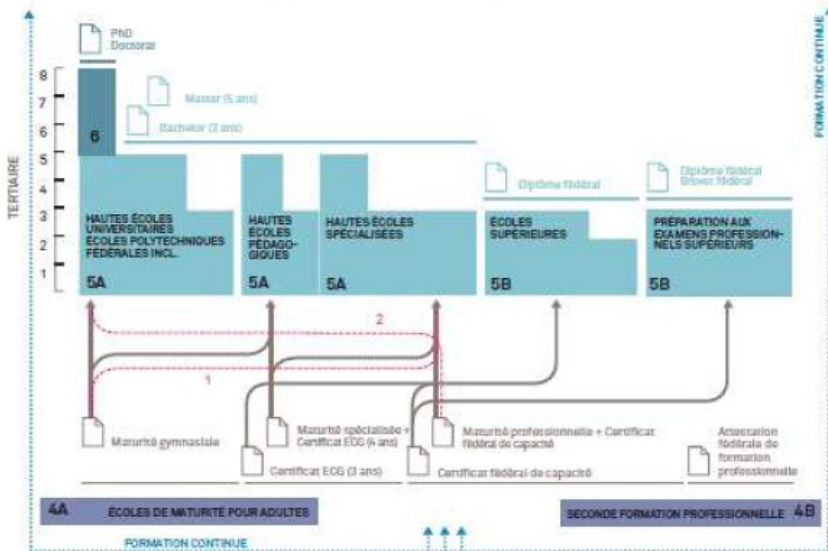 PhD
Doctorat
FORMATION CONTINUE
8
7
6
5
4
3
2
1
TERTIAIRE
Master (5 ans)
Bachelor (3 ans)
6
Diplôme fédéral
Diplôme fédéral
Brevet fédéral
HAUTES ÉCOLES
UNIVERSITAIRES
ÉCOLES POLYTECHNIQUES
FÉDÉRALES INCL.
5A
HAUTES
ÉCOLES
PÉDAGO-
GIQUES
5A
HAUTES ÉCOLES
SPÉCIALISÉES
5A
ÉCOLES
SUPÉRIEURES
5B
PRÉPARATION AUX
EXAMENS PROFESSION-
NELS SUPÉRIEURS
5B
2
1
Maturité gymnasiale
Maturité spécialisée +
Certificat ECG (4 ans)
Maturité professionnelle + Certificat
fédéral de capacité
Attestation
fédérale de
formation
professionnelle
Certificat ECG (3 ans)
Certificat fédéral de capacité
4A ÉCOLES DE MATURITÉ POUR ADULTES
SECONDE FORMATION PROFESSIONNELLE 4B
FORMATION CONTINUE